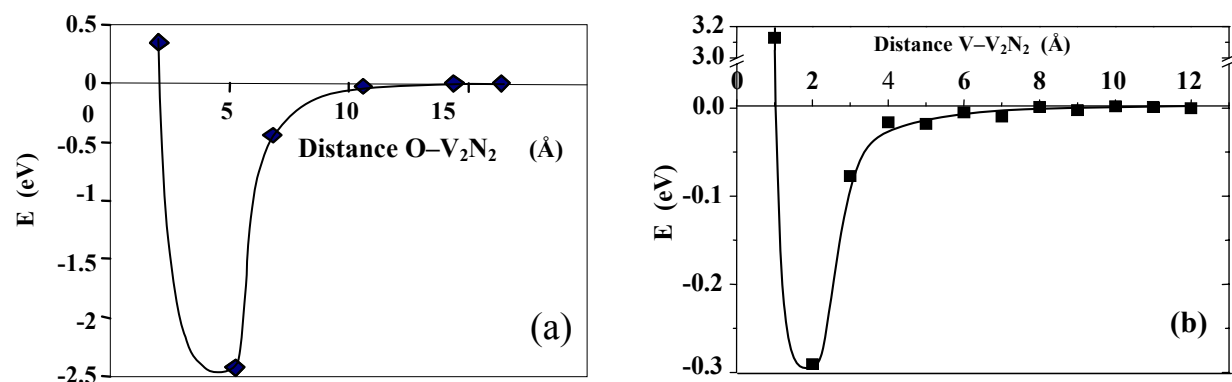 0.5
0
-0.5
-1
-1.5
-2
-2.5
E (eV)
0 5 10 15
Distance O–V₂N₂ (Å)
(a)
3.2
3.0
0.0
-0.1
-0.2
-0.3
E (eV)
Distance V–V₂N₂ (Å)
0 2 4 6 8 10 12
(b)